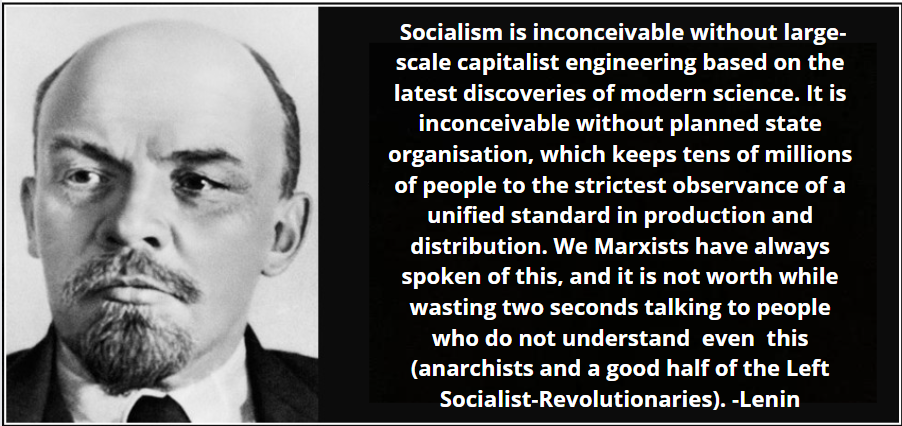 Socialism is inconceivable without large-
scale capitalist engineering based on the
latest discoveries of modern science. It is
inconceivable without planned state
organisation, which keeps tens of millions
of people to the strictest observance of a
unified standard in production and
distribution. We Marxists have always
spoken of this, and it is not worth while
wasting two seconds talking to people
who do not understand even this
(anarchists and a good half of the Left
Socialist-Revolutionaries). -Lenin